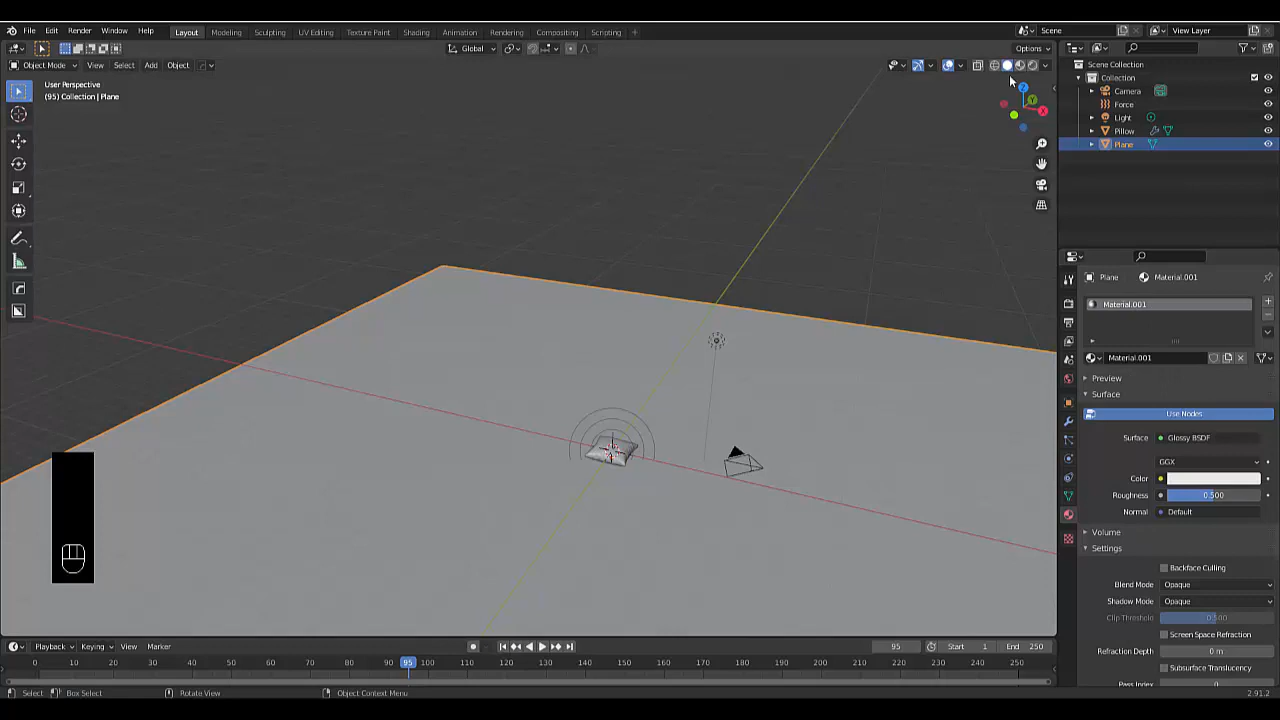 File Edit Render Window Help Layout Modeling Sculpting UV Editing Texture Paint Shading Animation Rendering Compositing Scripting + Scene View Layer
Global Options
Object Mode View Select Add Object
User Perspective
(95) Collection | Plane
Z
Y
X
Scene Collection
Collection
Camera
Force
Light
Pillow
Plane
Plane Material.001
Material.001
Material.001
Preview
Surface
Use Nodes
Surface Glossy BSDF
GGX
Color
Roughness 0.500
Normal Default
Volume
Settings
Backface Culling
Blend Mode Opaque
Shadow Mode Opaque
Clip Threshold 0.500
Screen Space Refraction
Refraction Depth 0 m
Subsurface Translucency
Pass Index 0
Playback Keying View Marker 95 Start 1 End 250
0 10 20 30 40 50 60 70 80 90 95 100 110 120 130 140 150 160 170 180 190 200 210 220 230 240 250
Select Box Select Rotate View Object Context Menu 2.91.2